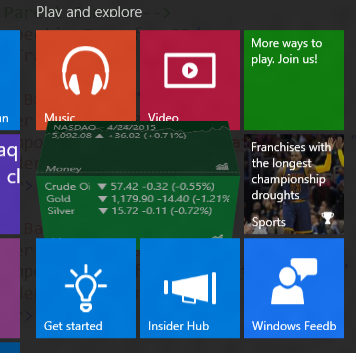 Play and explore
Music
Video
More ways to
play. Join us!
NASDAQ 4/24/2015
5,092.08 ▲ +36.02 (+0.71%)
Money
Crude Oi ▼ 57.42 -0.32 (-0.55%)
Gold ▼ 1,179.90 -14.40 (-1.21%
Silver ▼ 15.72 -0.11 (-0.72%)
Franchises with
the longest
championship
droughts
Sports
Get started
Insider Hub
Windows Feedb